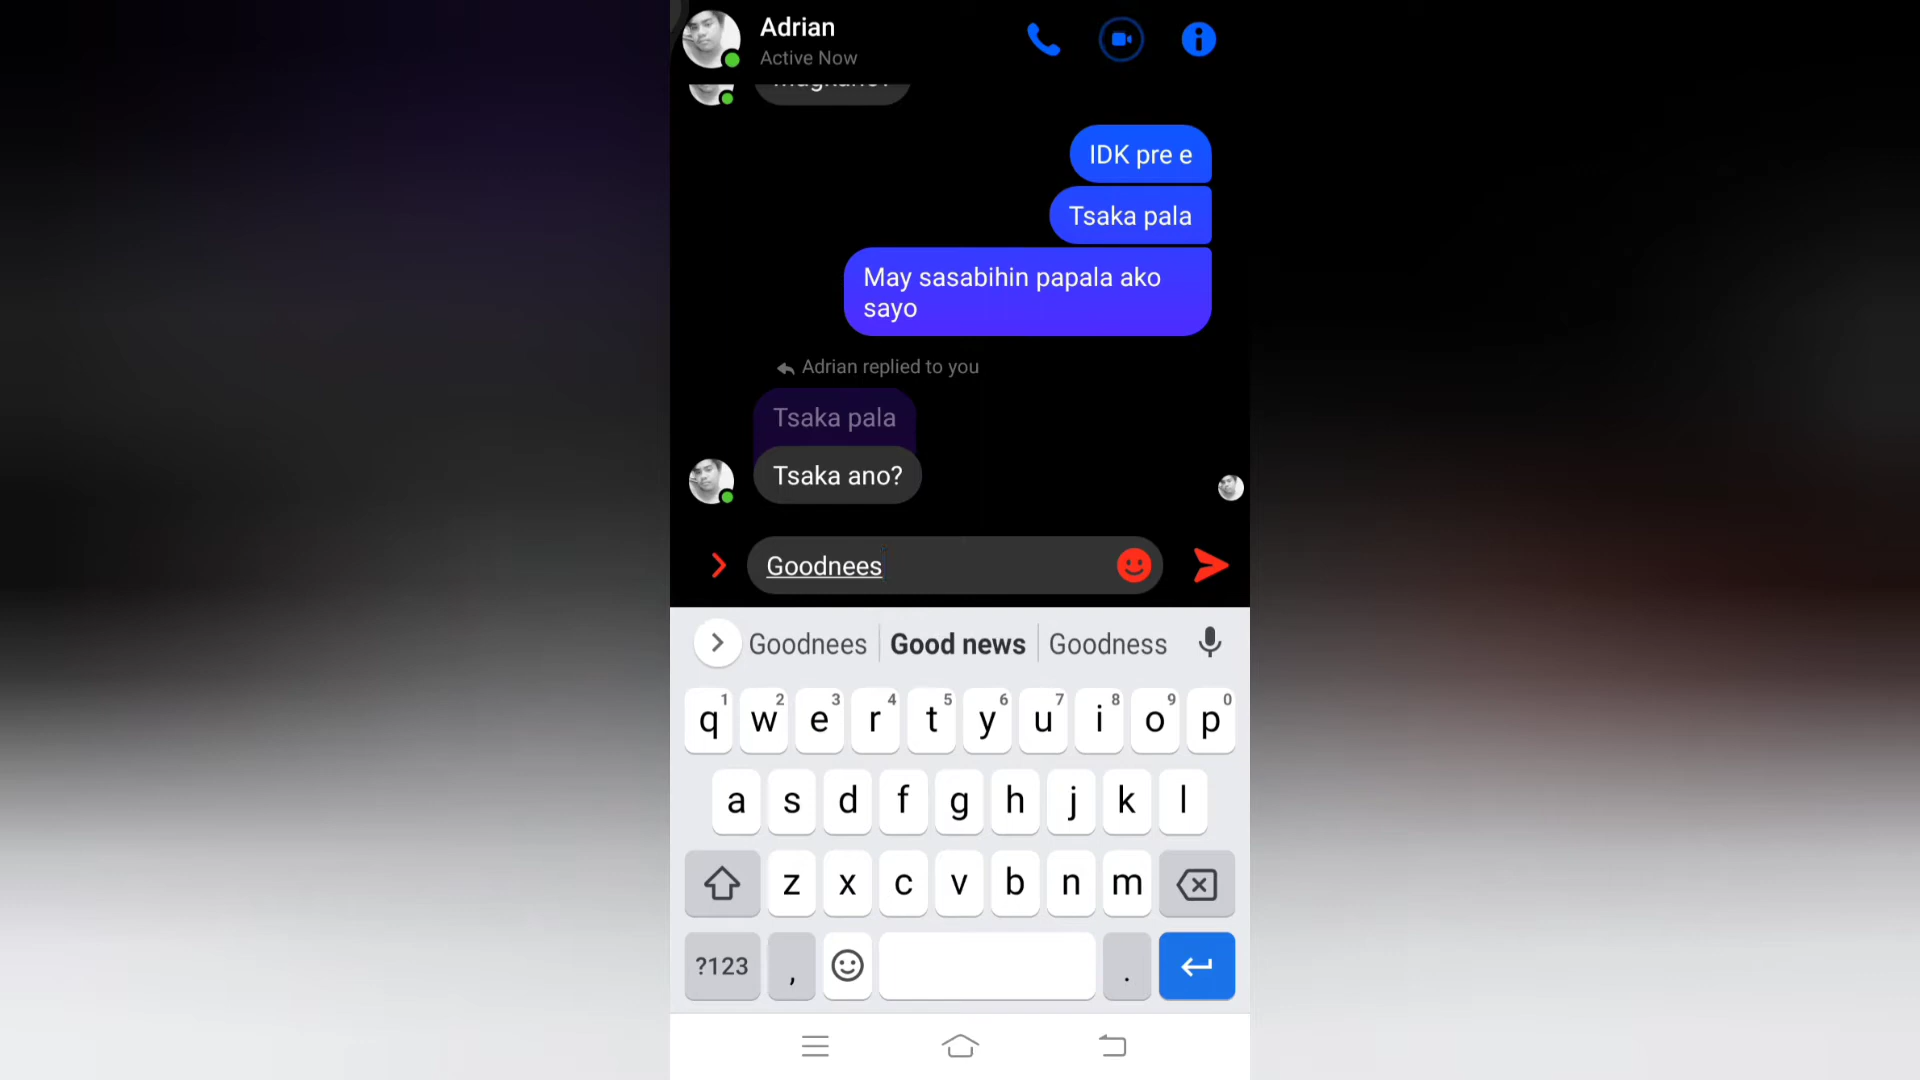 Adrian
Active Now
IDK pre e
Tsaka pala
May sasabihin papala ako
sayo
Adrian replied to you
Tsaka pala
Tsaka ano?
Goodnees
Goodnees Good news Goodness
1 2 3 4 5 6 7 8 9 0
q w e r t y u i o p
a s d f g h j k l
z x c v b n m
?123 , .